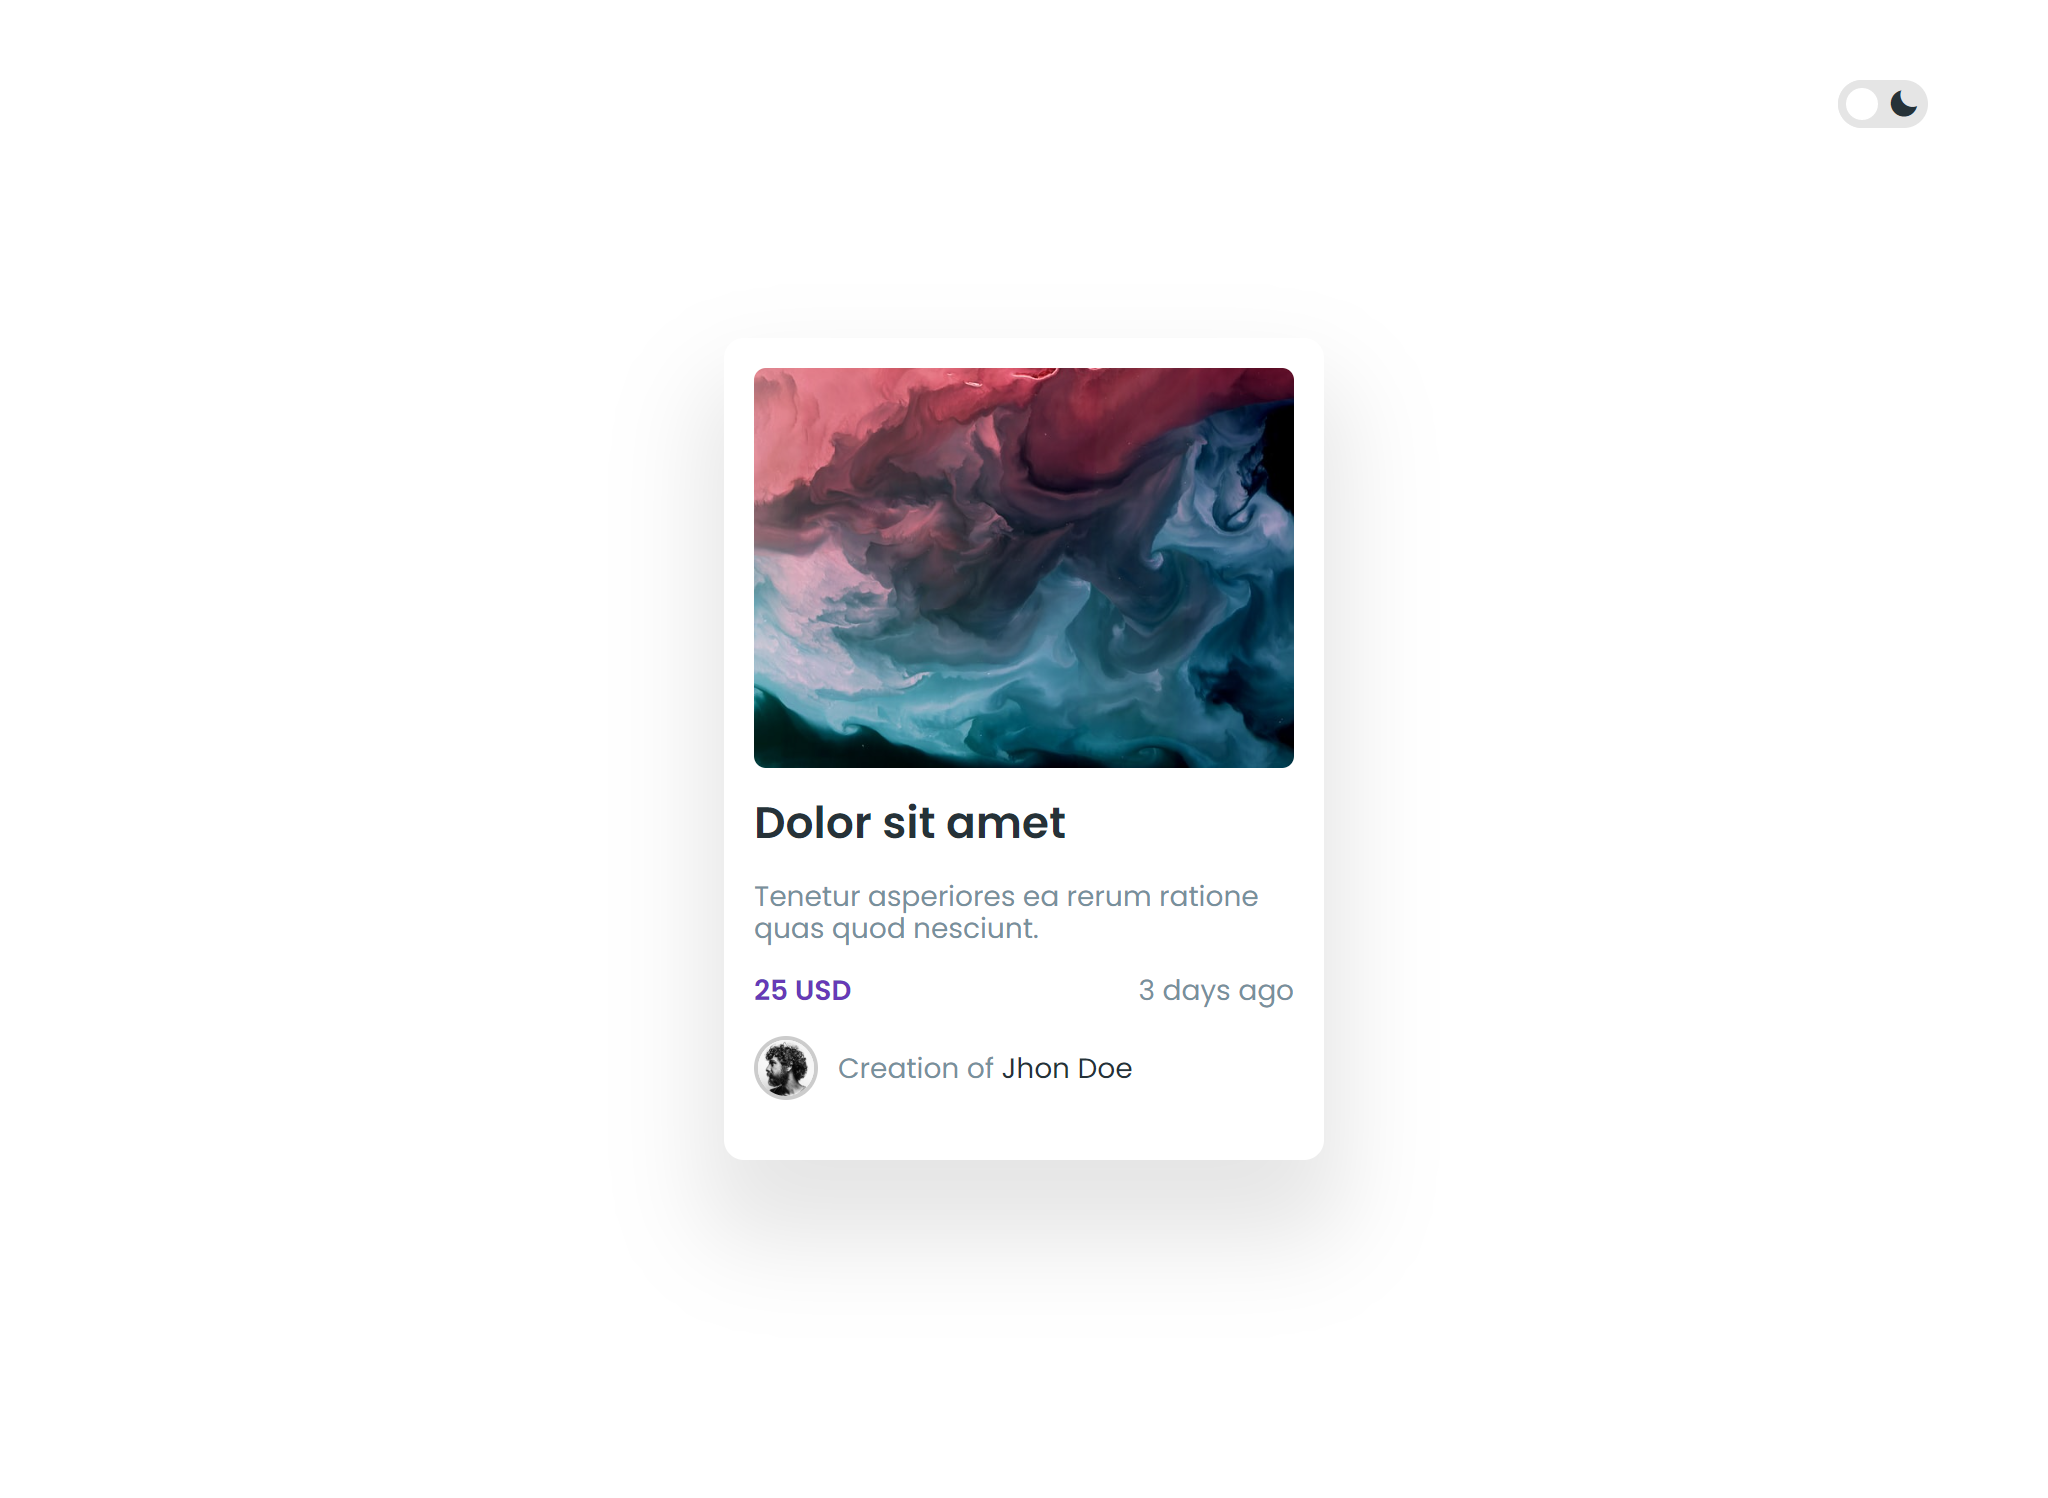 Dolor sit amet
Tenetur asperiores ea rerum ratione
quas quod nesciunt.
25 USD
3 days ago
Creation of Jhon Doe